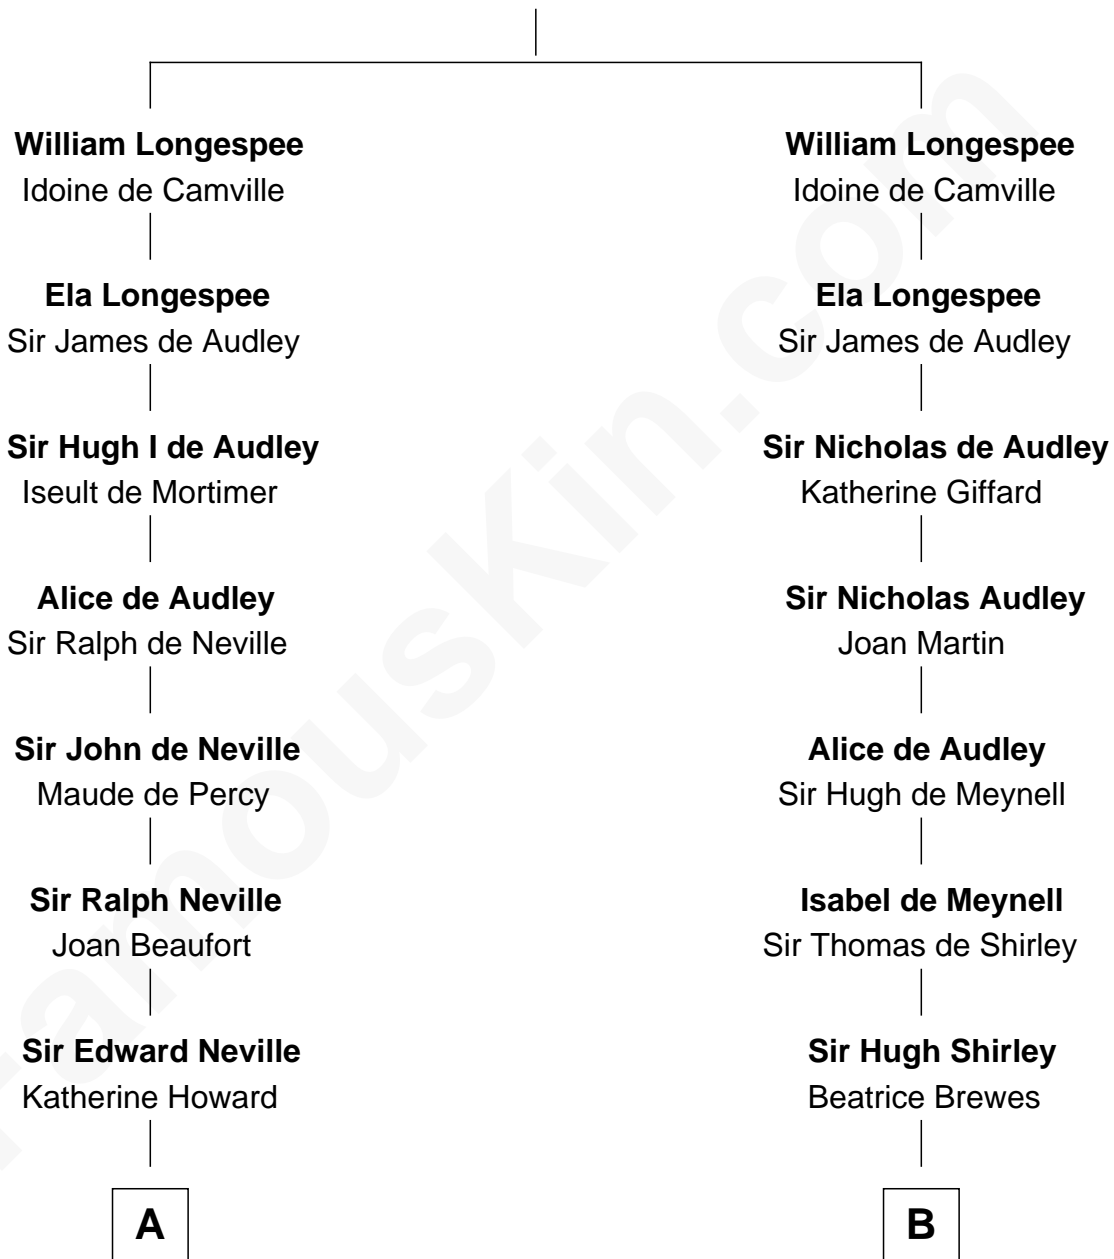 William Longespee
Idoine de Camville
Ela Longespee
Sir James de Audley
Sir Hugh I de Audley
Iseult de Mortimer
Alice de Audley
Sir Ralph de Neville
Sir John de Neville
Maude de Percy
Sir Ralph Neville
Joan Beaufort
Sir Edward Neville
Katherine Howard
A
William Longespee
Idoine de Camville
Ela Longespee
Sir James de Audley
Sir Nicholas de Audley
Katherine Giffard
Sir Nicholas Audley
Joan Martin
Alice de Audley
Sir Hugh de Meynell
Isabel de Meynell
Sir Thomas de Shirley
Sir Hugh Shirley
Beatrice Brewes
B
FamousKin.com